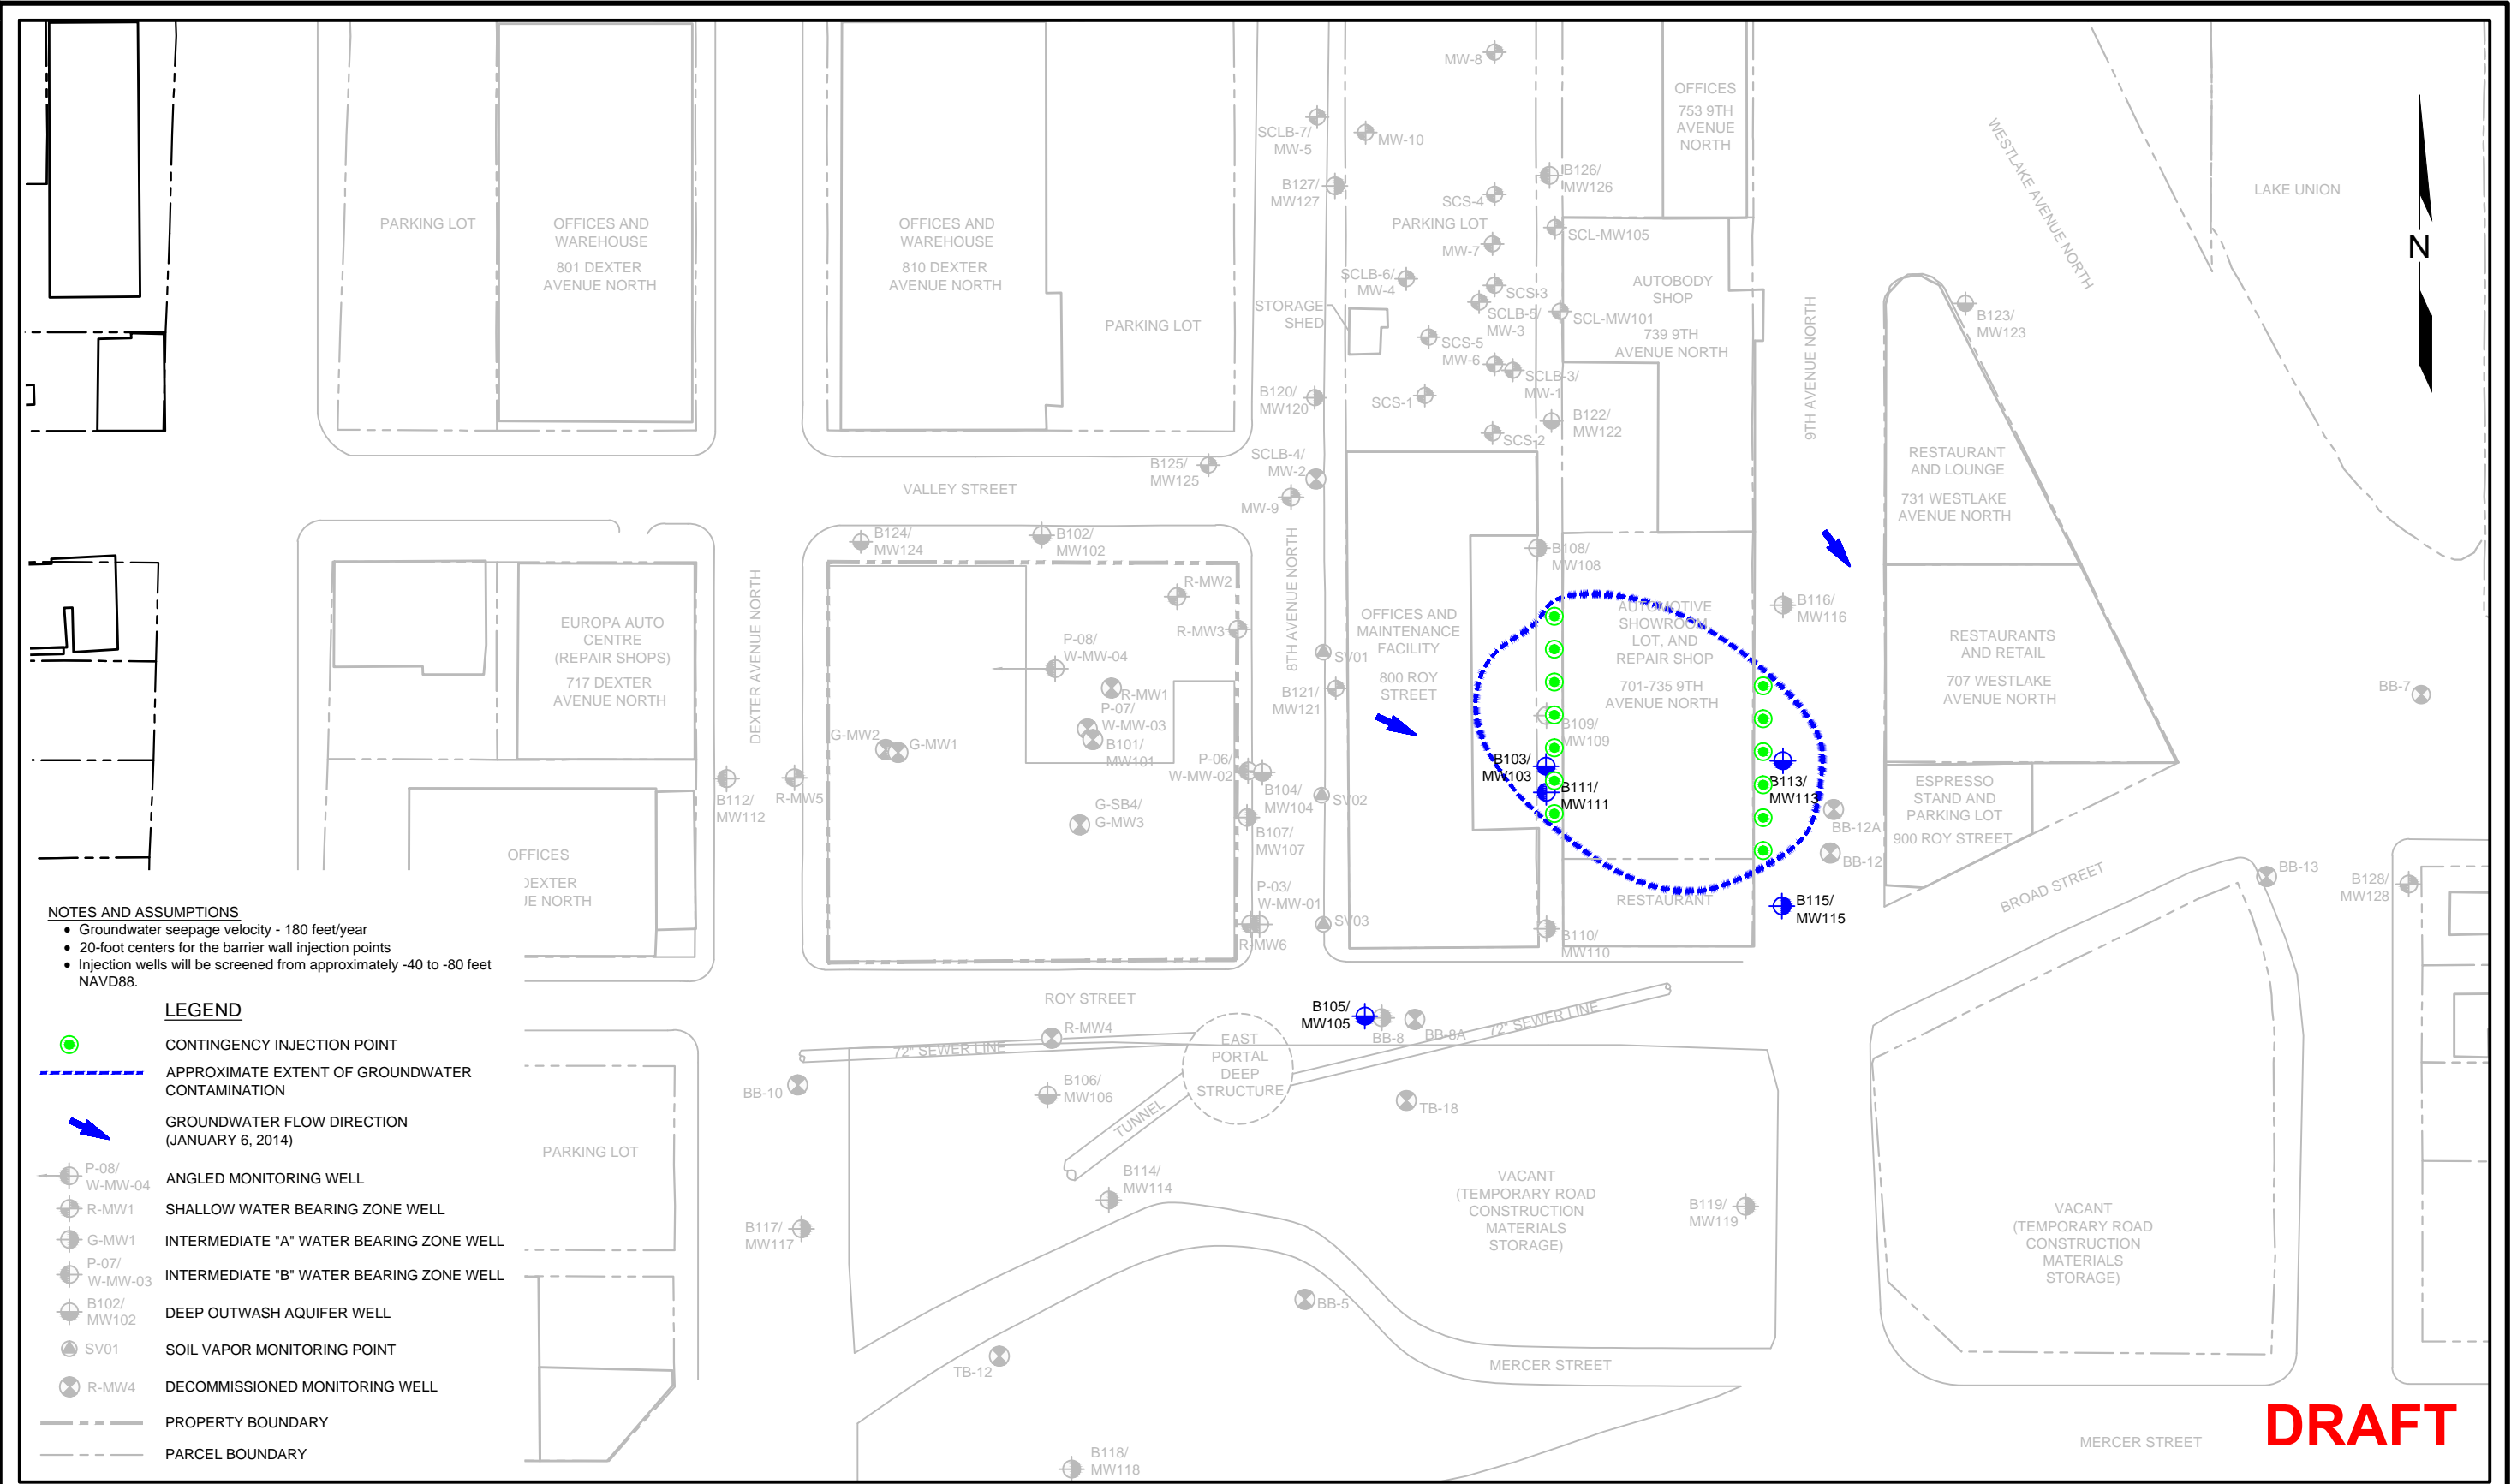 MW-8
OFFICES
753 9TH
AVENUE
NORTH
SCLB-7/
MW-5
MW-10
B127/
MW127
B126/
MW126
SCS-4
PARKING LOT
SCL-MW105
MW-7
SCLB-6/
MW-4
SCS-3
STORAGE
SHED
SCLB-5/
MW-3
SCL-MW101
SCS-5
MW-6
SCLB-3/
MW-1
SCS-1
B120/
MW120
B122/
MW122
SCS-2
AUTOBODY
SHOP
739 9TH
AVENUE NORTH
9TH AVENUE NORTH
WESTLAKE AVENUE NORTH
LAKE UNION
N
B123/
MW123
PARKING LOT
OFFICES AND
WAREHOUSE
801 DEXTER
AVENUE NORTH
OFFICES AND
WAREHOUSE
810 DEXTER
AVENUE NORTH
PARKING LOT
B125/
MW125
SCLB-4/
MW-2
MW-9
VALLEY STREET
RESTAURANT
AND LOUNGE
731 WESTLAKE
AVENUE NORTH
B124/
MW124
B102/
MW102
R-MW2
R-MW3
P-08/
W-MW-04
R-MW1
P-07/
W-MW-03
B101/
MW101
G-MW2
G-MW1
G-SB4/
G-MW3
P-06/
W-MW-02
B104/
MW104
B107/
MW107
P-03/
W-MW-01
R-MW6
EUROPA AUTO
CENTRE
(REPAIR SHOPS)
717 DEXTER
AVENUE NORTH
DEXTER AVENUE NORTH
8TH AVENUE NORTH
B112/
MW112
R-MW5
OFFICES
DEXTER
UE NORTH
SV01
B121/
MW121
SV02
SV03
OFFICES AND
MAINTENANCE
FACILITY
800 ROY
STREET
B108/
MW108
AUTOMOTIVE
SHOWROOM
LOT, AND
REPAIR SHOP
701-735 9TH
AVENUE NORTH
B109/
MW109
B103/
MW103
B111/
MW111
B116/
MW116
B113/
MW113
RESTAURANTS
AND RETAIL
707 WESTLAKE
AVENUE NORTH
ESPRESSO
STAND AND
PARKING LOT
900 ROY STREET
BB-12A
BB-12
BB-7
RESTAURANT
B115/
MW115
B110/
MW110
BROAD STREET
BB-13
B128/
MW128
NOTES AND ASSUMPTIONS
• Groundwater seepage velocity - 180 feet/year
• 20-foot centers for the barrier wall injection points
• Injection wells will be screened from approximately -40 to -80 feet
NAVD88.
LEGEND
CONTINGENCY INJECTION POINT
APPROXIMATE EXTENT OF GROUNDWATER
CONTAMINATION
GROUNDWATER FLOW DIRECTION
(JANUARY 6, 2014)
P-08/
W-MW-04
ANGLED MONITORING WELL
R-MW1 SHALLOW WATER BEARING ZONE WELL
G-MW1 INTERMEDIATE "A" WATER BEARING ZONE WELL
P-07/
W-MW-03
INTERMEDIATE "B" WATER BEARING ZONE WELL
B102/
MW102
DEEP OUTWASH AQUIFER WELL
SV01 SOIL VAPOR MONITORING POINT
R-MW4 DECOMMISSIONED MONITORING WELL
PROPERTY BOUNDARY
PARCEL BOUNDARY
ROY STREET
R-MW4
72" SEWER LINE
EAST
PORTAL
DEEP
STRUCTURE
72" SEWER LINE
B105/
MW105
BB-8
BB-8A
BB-10
B106/
MW106
TUNNEL
TB-18
PARKING LOT
B114/
MW114
B117/
MW117
VACANT
(TEMPORARY ROAD
CONSTRUCTION
MATERIALS
STORAGE)
B119/
MW119
VACANT
(TEMPORARY ROAD
CONSTRUCTION
MATERIALS
STORAGE)
BB-5
TB-12
MERCER STREET
B118/
MW118
MERCER STREET
DRAFT